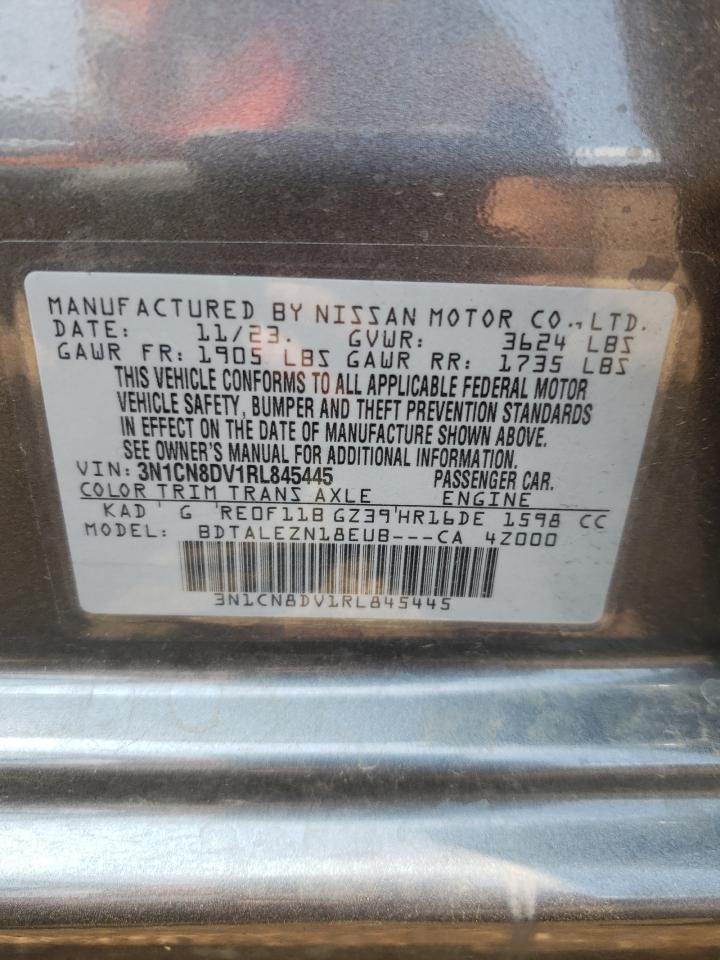 MANUFACTURED BY NISSAN MOTOR CO.,LTD.
DATE: 11/23. GVWR: 3624 LBS
GAWR FR: 1905 LBS GAWR RR: 1735 LBS
THIS VEHICLE CONFORMS TO ALL APPLICABLE FEDERAL MOTOR
VEHICLE SAFETY, BUMPER AND THEFT PREVENTION STANDARDS
IN EFFECT ON THE DATE OF MANUFACTURE SHOWN ABOVE.
SEE OWNER'S MANUAL FOR ADDITIONAL INFORMATION.
VIN: 3N1CN8DV1RL845445 PASSENGER CAR.
COLOR TRIM TRANS AXLE ENGINE
KAD G RE0F11B GZ39 HR16DE 1598 CC
MODEL: BDTALEZN18EUB---CA 4Z000
3N1CN8DV1RL845445